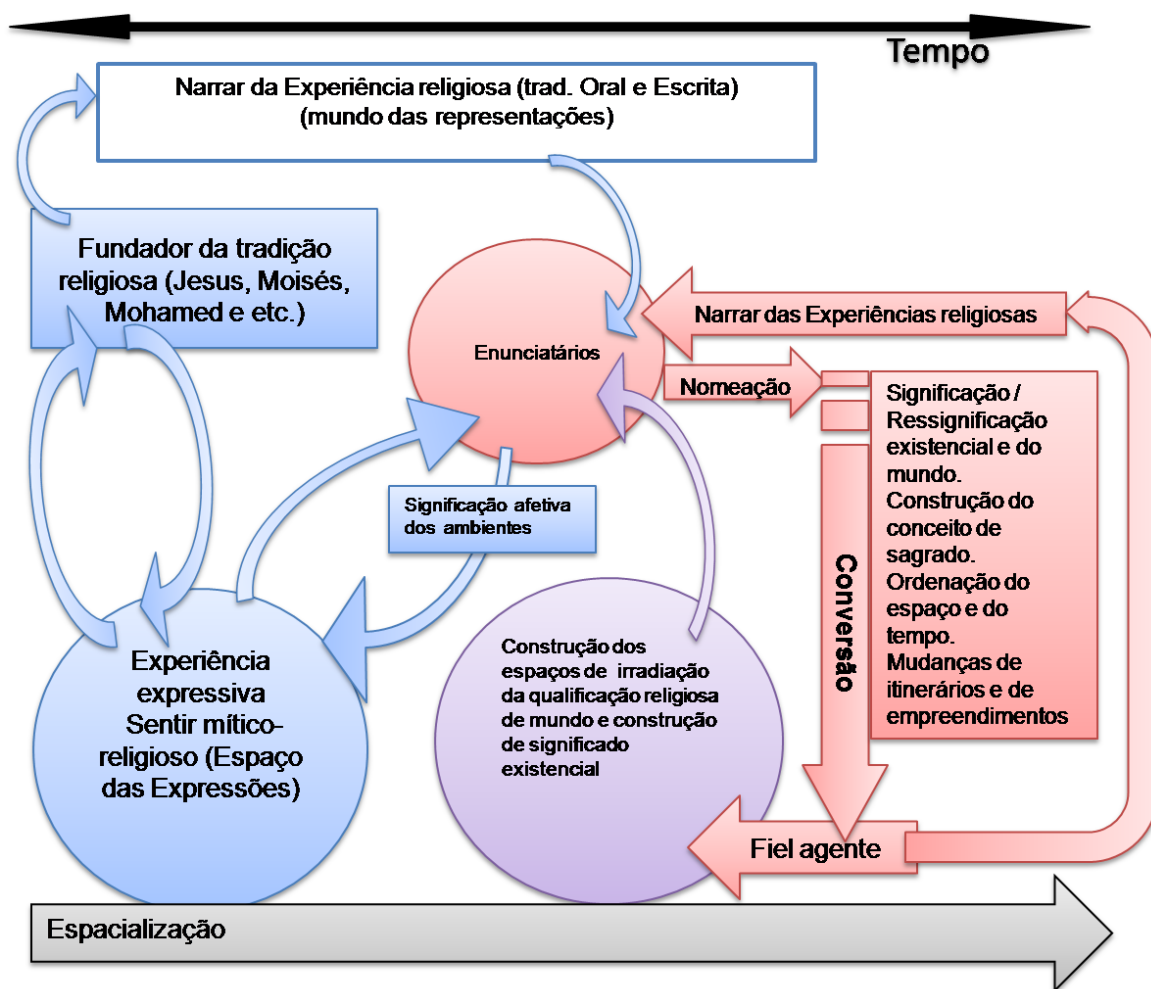 Tempo
Narrar da Experiência religiosa (trad. Oral e Escrita)
(mundo das representações)
Fundador da tradição
religiosa (Jesus, Moisés,
Mohamed e etc.)
Enunciatários
Narrar das Experiências religiosas
Nomeação
Significação /
Ressignificação
existencial e do
mundo.
Construção do
conceito de
sagrado.
Ordenação do
espaço e do
tempo.
Mudanças de
itinerários e de
empreendimentos
Significação afetiva
dos ambientes
Conversão
Experiência
expressiva
Sentir mítico-
religioso (Espaço
das Expressões)
Construção dos
espaços de irradiação
da qualificação religiosa
de mundo e construção
de significado
existencial
Fiel agente
Espacialização